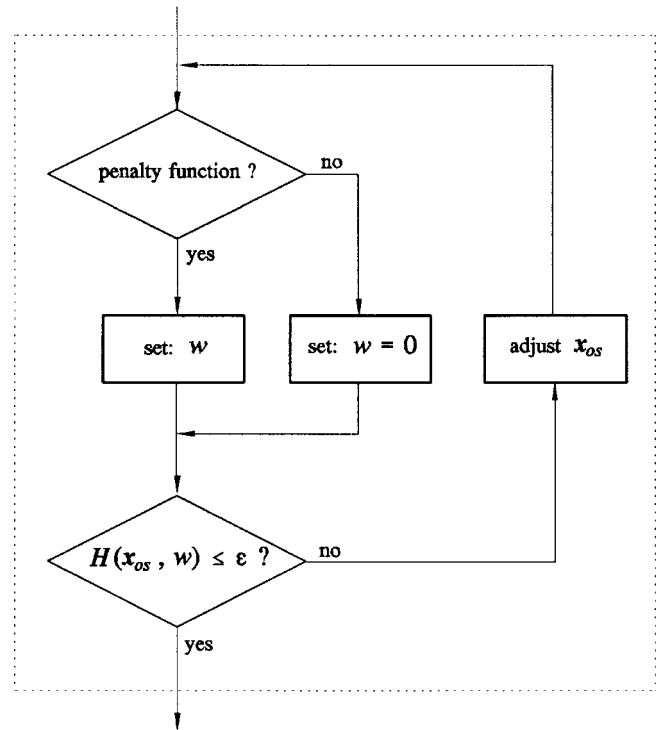 penalty function ?
no
yes
set: w
set: w = 0
adjust x_os
H(x_os , w) ≤ ε ?
no
yes